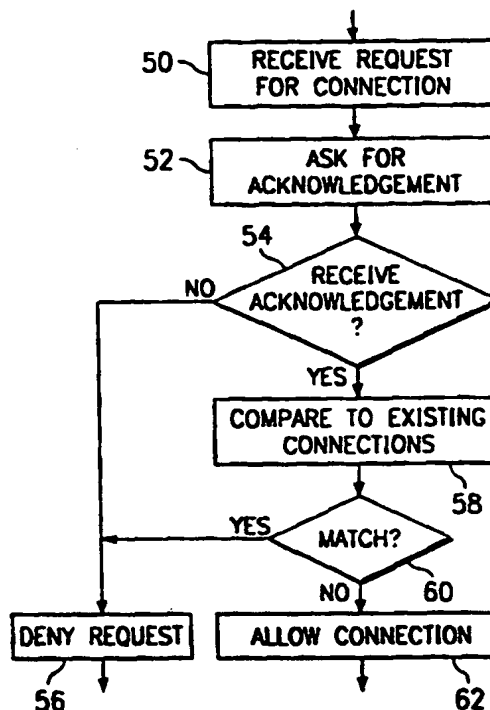 50
RECEIVE REQUEST
FOR CONNECTION
52
ASK FOR
ACKNOWLEDGEMENT
54
NO
RECEIVE
ACKNOWLEDGEMENT
?
YES
COMPARE TO EXISTING
CONNECTIONS
58
YES
MATCH?
NO
60
DENY REQUEST
ALLOW CONNECTION
56
62